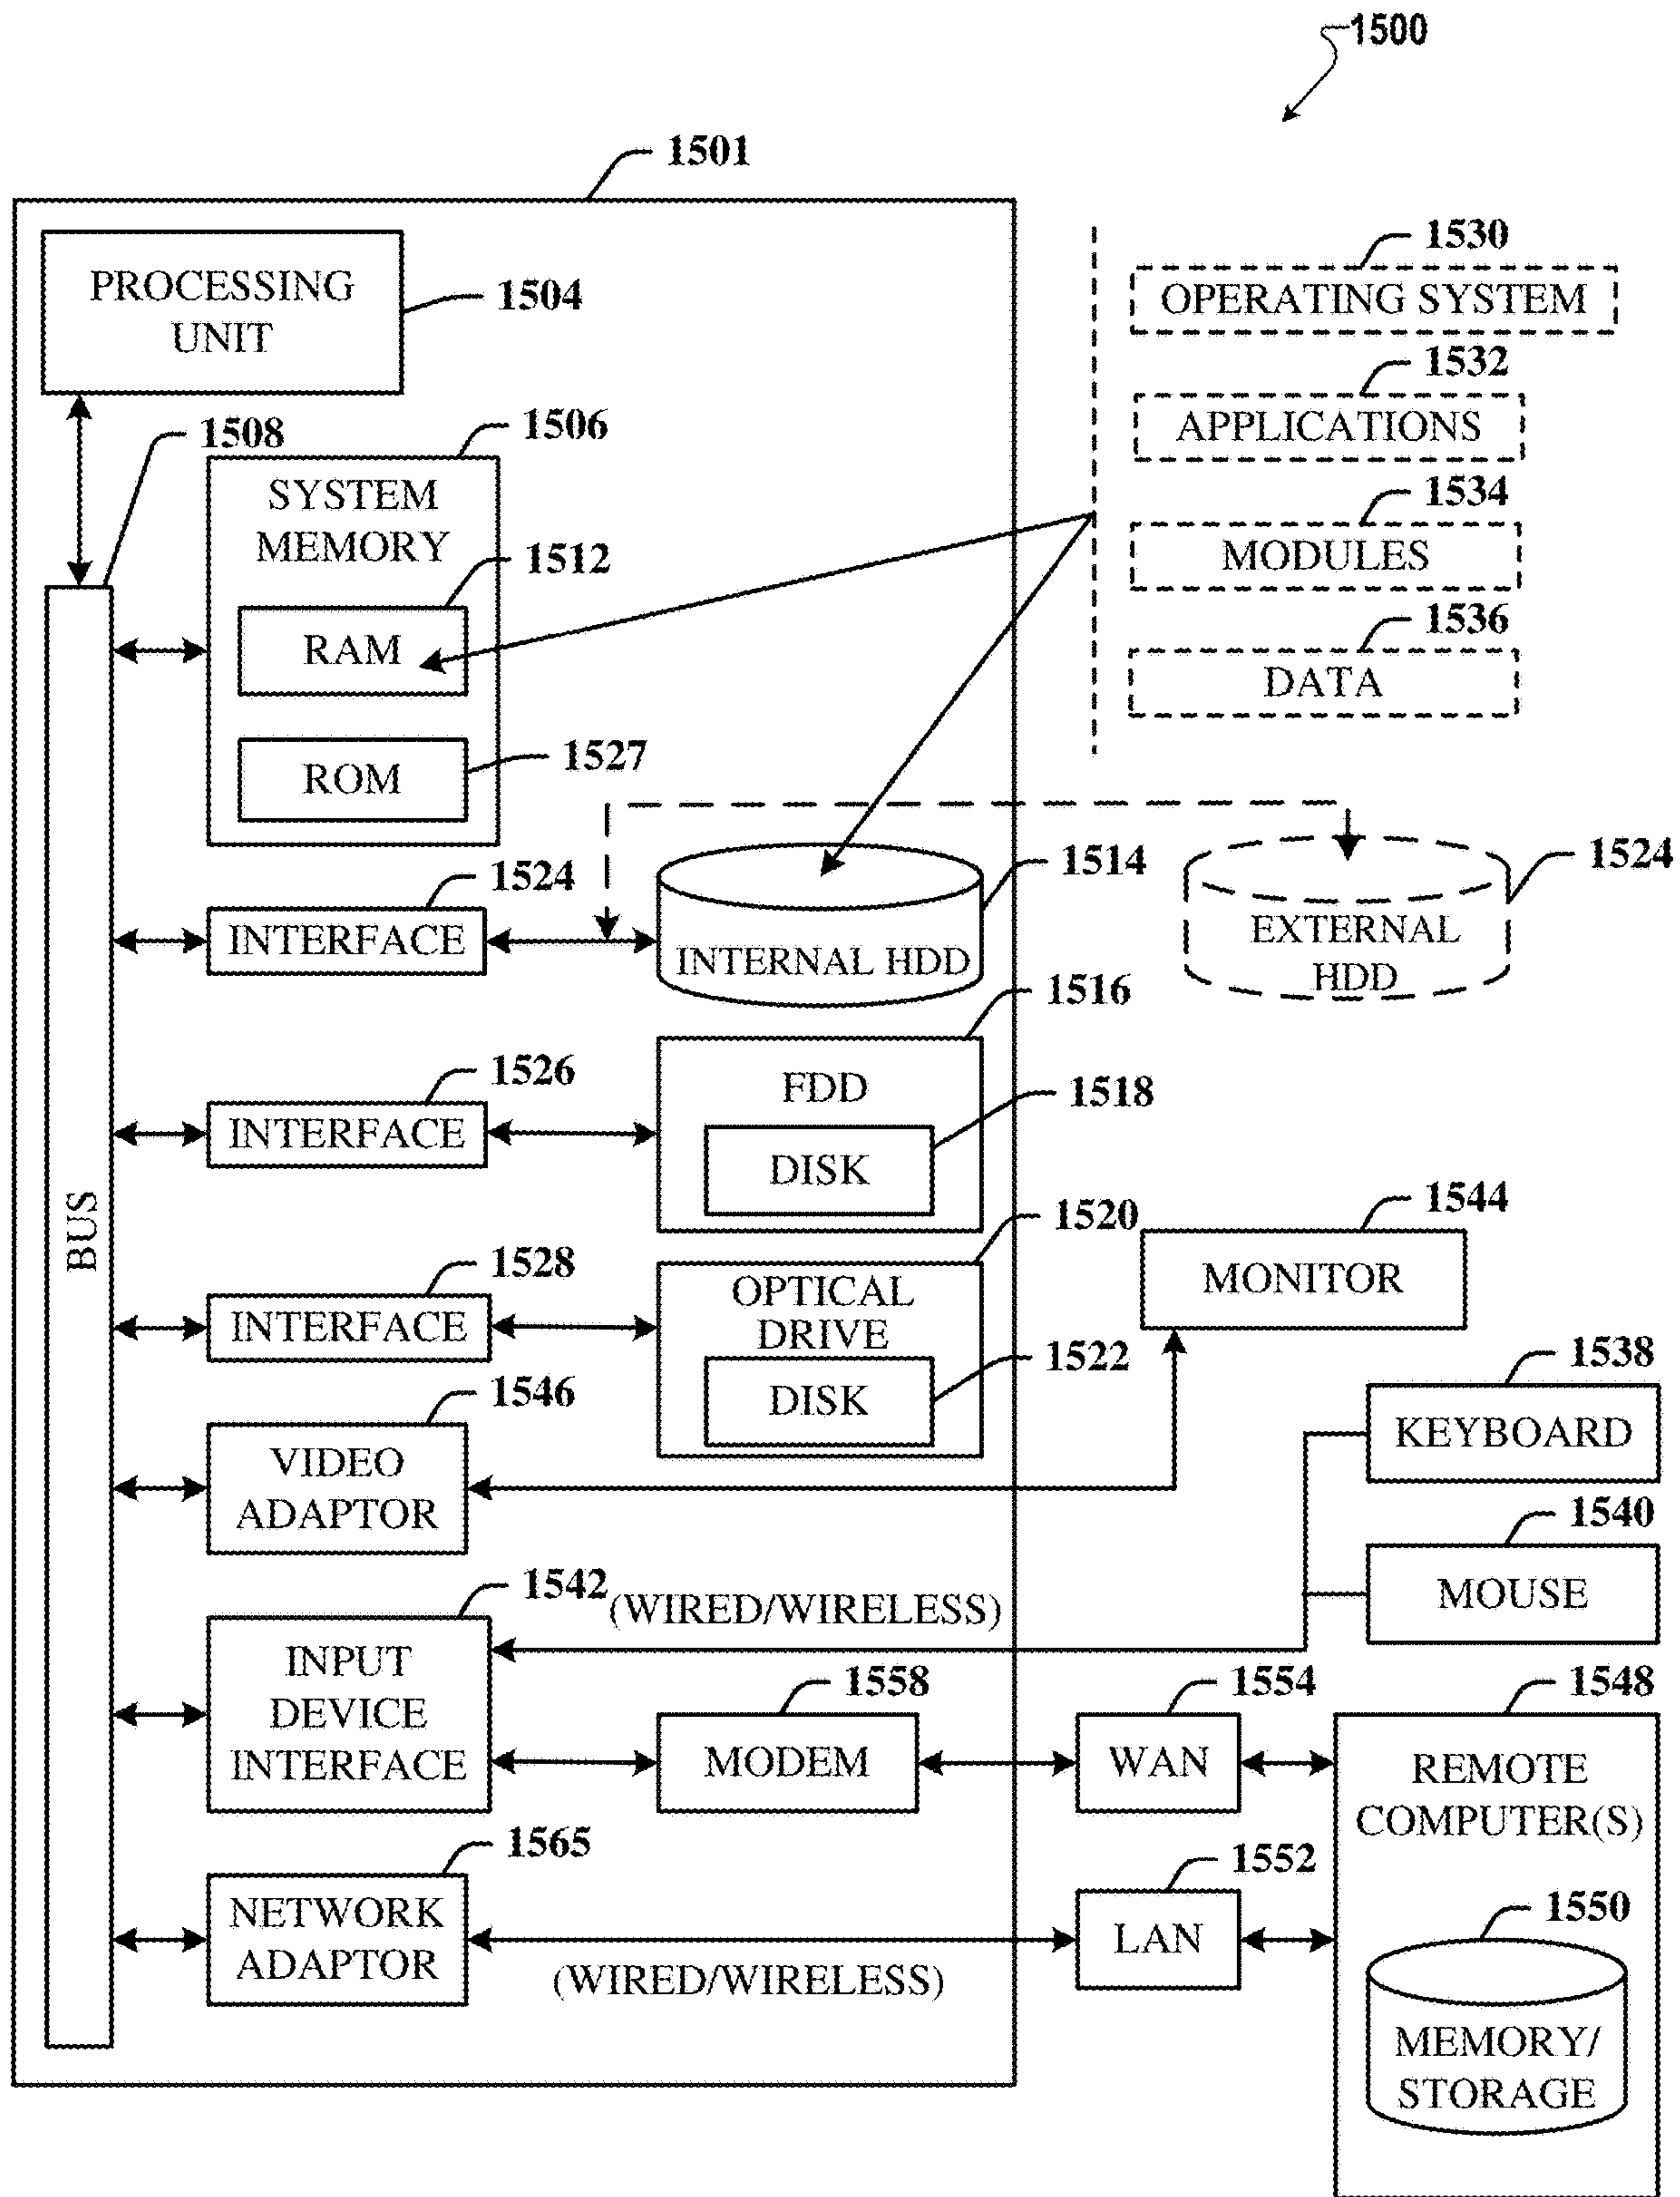 1500
1501
PROCESSING
UNIT
1504
1530
OPERATING SYSTEM
1532
APPLICATIONS
1534
MODULES
1536
DATA
1508
1506
SYSTEM
MEMORY
1512
RAM
1527
ROM
1524
INTERFACE
1514
INTERNAL HDD
1524
EXTERNAL
HDD
1516
FDD
1526
INTERFACE
1518
DISK
BUS
1520
OPTICAL
DRIVE
1528
INTERFACE
1522
DISK
1544
MONITOR
1546
VIDEO
ADAPTOR
1538
KEYBOARD
1540
MOUSE
1542
(WIRED/WIRELESS)
INPUT
DEVICE
INTERFACE
1558
MODEM
1554
WAN
1548
REMOTE
COMPUTER(S)
1565
NETWORK
ADAPTOR
(WIRED/WIRELESS)
1552
LAN
1550
MEMORY/
STORAGE